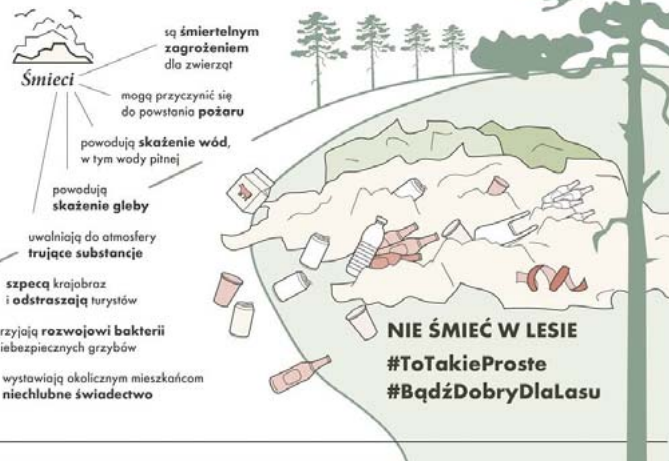 Śmieci
są śmiertelnym
zagrożeniem
dla zwierząt
mogą przyczynić się
do powstania pożaru
powodują skażenie wód,
w tym wody pitnej
powodują
skażenie gleby
uwalniają do atmosfery
trujące substancje
szpecą krajobraz
i odstraszają turystów
rzyjają rozwojowi bakterii
iebezpiecznych grzybów
wystawiają okolicznym mieszkańcom
niechlubne świadectwo
NIE ŚMIEĆ W LESIE
#ToTakieProste
#BądźDobryDlaLasu